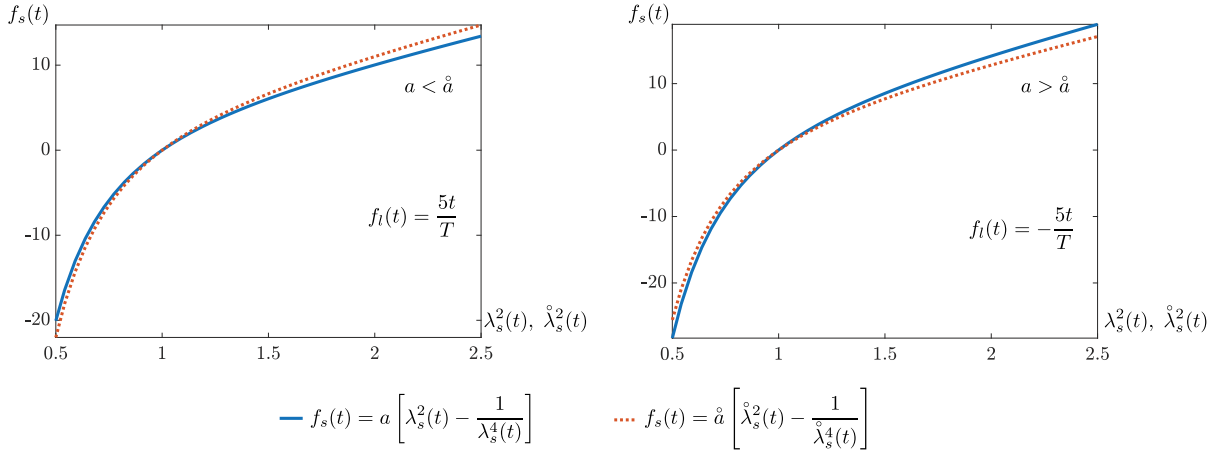 f_s(t)
10
0
-10
-20
0.5 1 1.5 2 2.5
a < å
f_l(t) = 5t/T
λ_s^2(t), λ̊_s^2(t)
f_s(t)
10
0
-10
-20
0.5 1 1.5 2 2.5
a > å
f_l(t) = -5t/T
λ_s^2(t), λ̊_s^2(t)
f_s(t) = a [λ_s^2(t) - 1/λ_s^4(t)]
f_s(t) = å [λ̊_s^2(t) - 1/λ̊_s^4(t)]